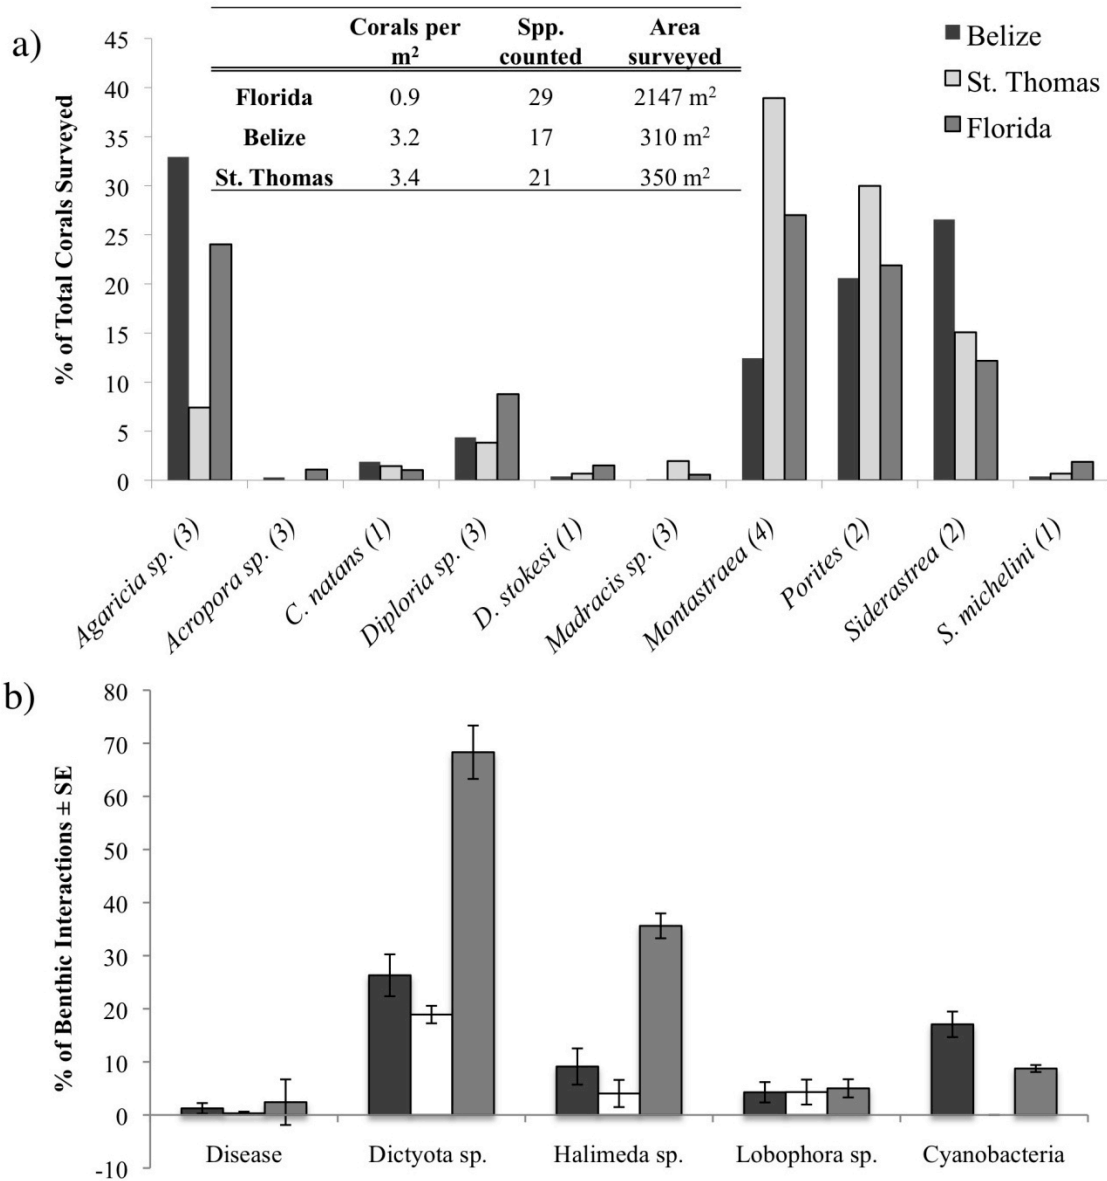 a)
% of Total Corals Surveyed
45
40
35
30
25
20
15
10
5
0
Corals per m² Spp. counted Area surveyed
Florida 0.9 29 2147 m²
Belize 3.2 17 310 m²
St. Thomas 3.4 21 350 m²
Belize
St. Thomas
Florida
Agaricia sp. (3)
Acropora sp. (3)
C. natans (1)
Diploria sp. (3)
D. stokesi (1)
Madracis sp. (3)
Montastraea (4)
Porites (2)
Siderastrea (2)
S. michelini (1)
b)
% of Benthic Interactions ± SE
80
70
60
50
40
30
20
10
0
-10
Disease
Dictyota sp.
Halimeda sp.
Lobophora sp.
Cyanobacteria